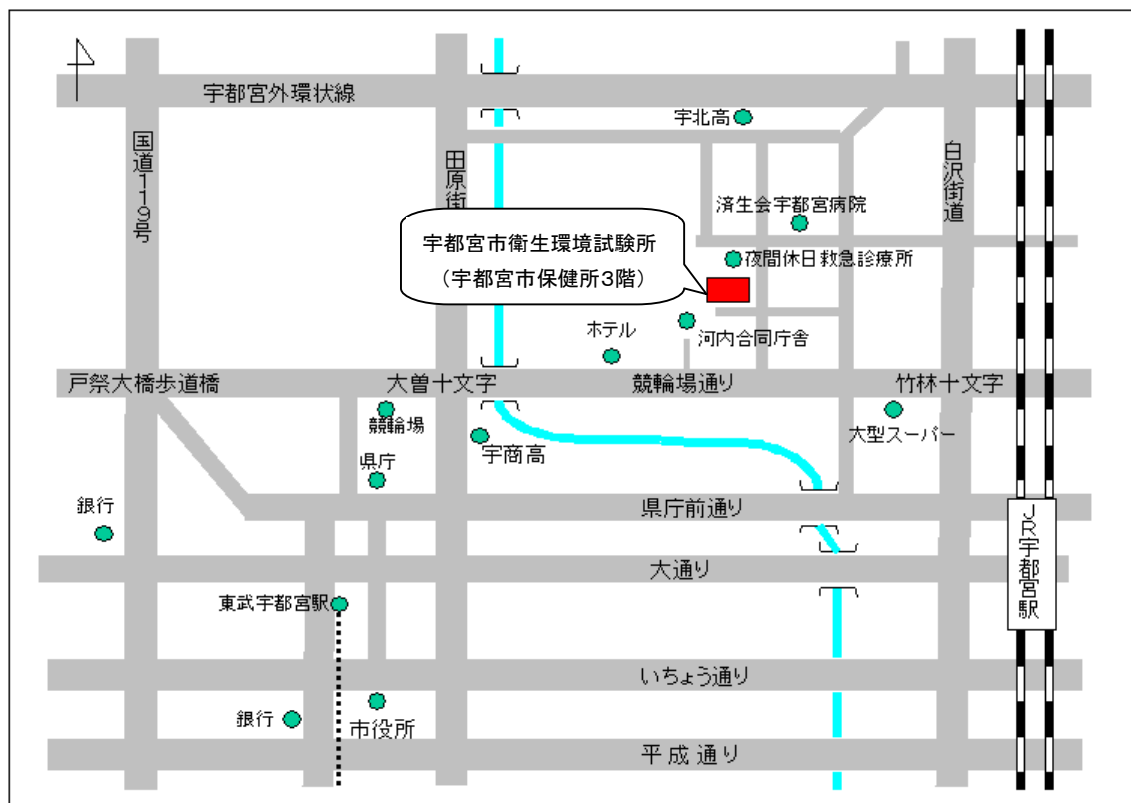 宇都宮外環状線
宇北高
国道119号
田原街
白沢街道
済生会宇都宮病院
宇都宮市衛生環境試験所
（宇都宮市保健所3階）
夜間休日救急診療所
ホテル
河内合同庁舎
戸祭大橋歩道橋
大曽十文字
競輪場通り
竹林十文字
競輪場
宇商高
大型スーパー
県庁
銀行
県庁前通り
JR宇都宮駅
大通り
東武宇都宮駅
いちょう通り
銀行
市役所
平成通り